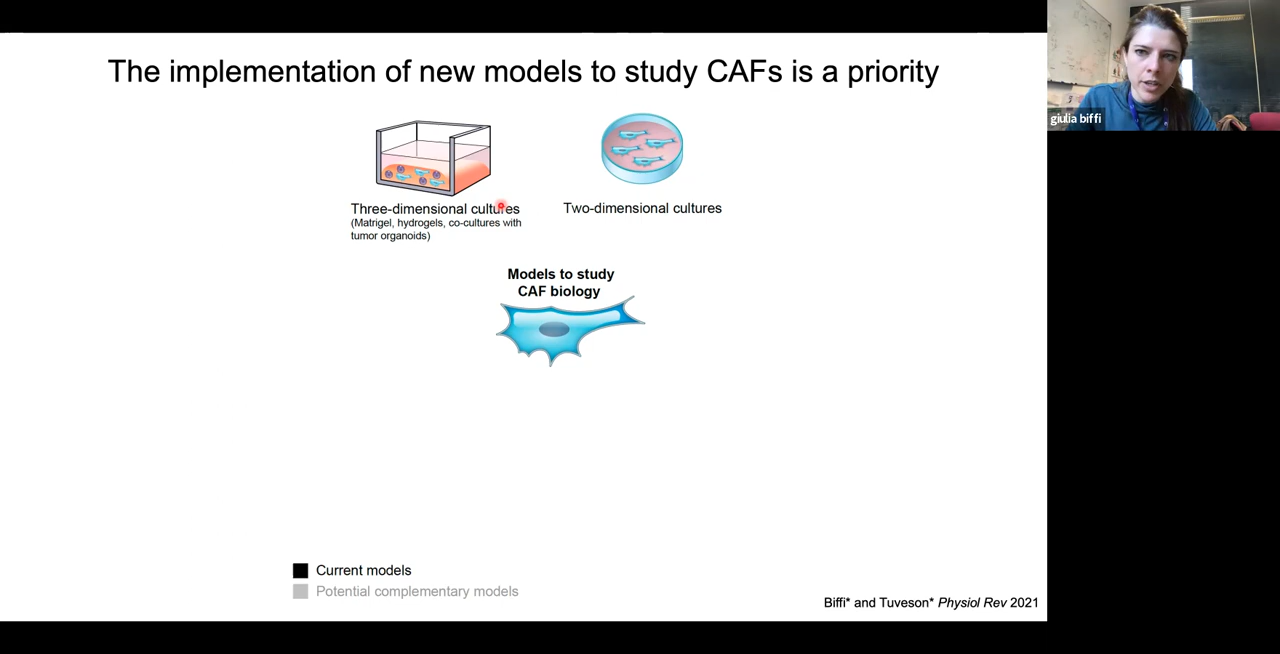 The implementation of new models to study CAFs is a priority
giulia biffi
Three-dimensional cultures
(Matrigel, hydrogels, co-cultures with
tumor organoids)
Two-dimensional cultures
Models to study
CAF biology
Current models
Potential complementary models
Biffi* and Tuveson* Physiol Rev 2021